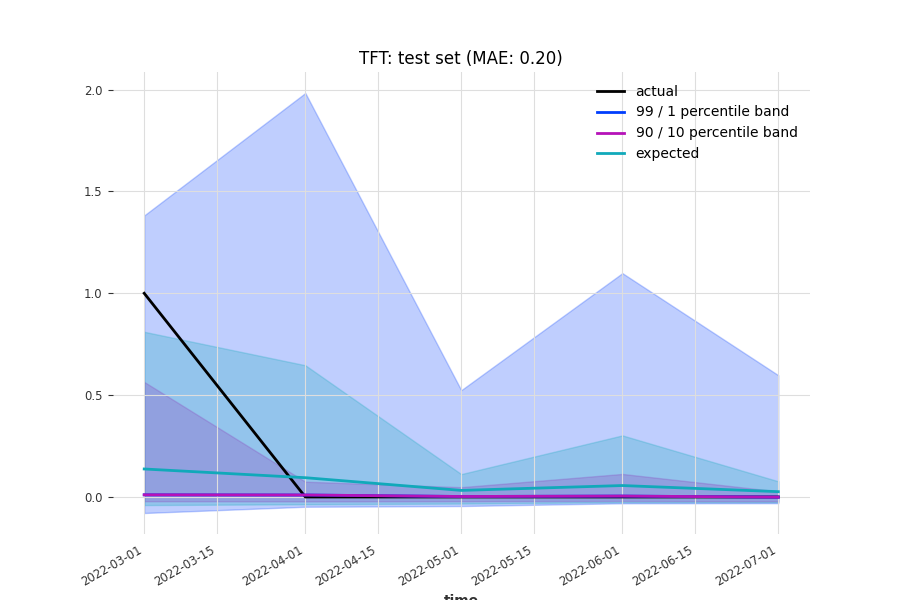 TFT: test set (MAE: 0.20)
actual
99 / 1 percentile band
90 / 10 percentile band
expected
2.0
1.5
1.0
0.5
0.0
2022-03-01
2022-03-15
2022-04-01
2022-04-15
2022-05-01
2022-05-15
2022-06-01
2022-06-15
2022-07-01
time